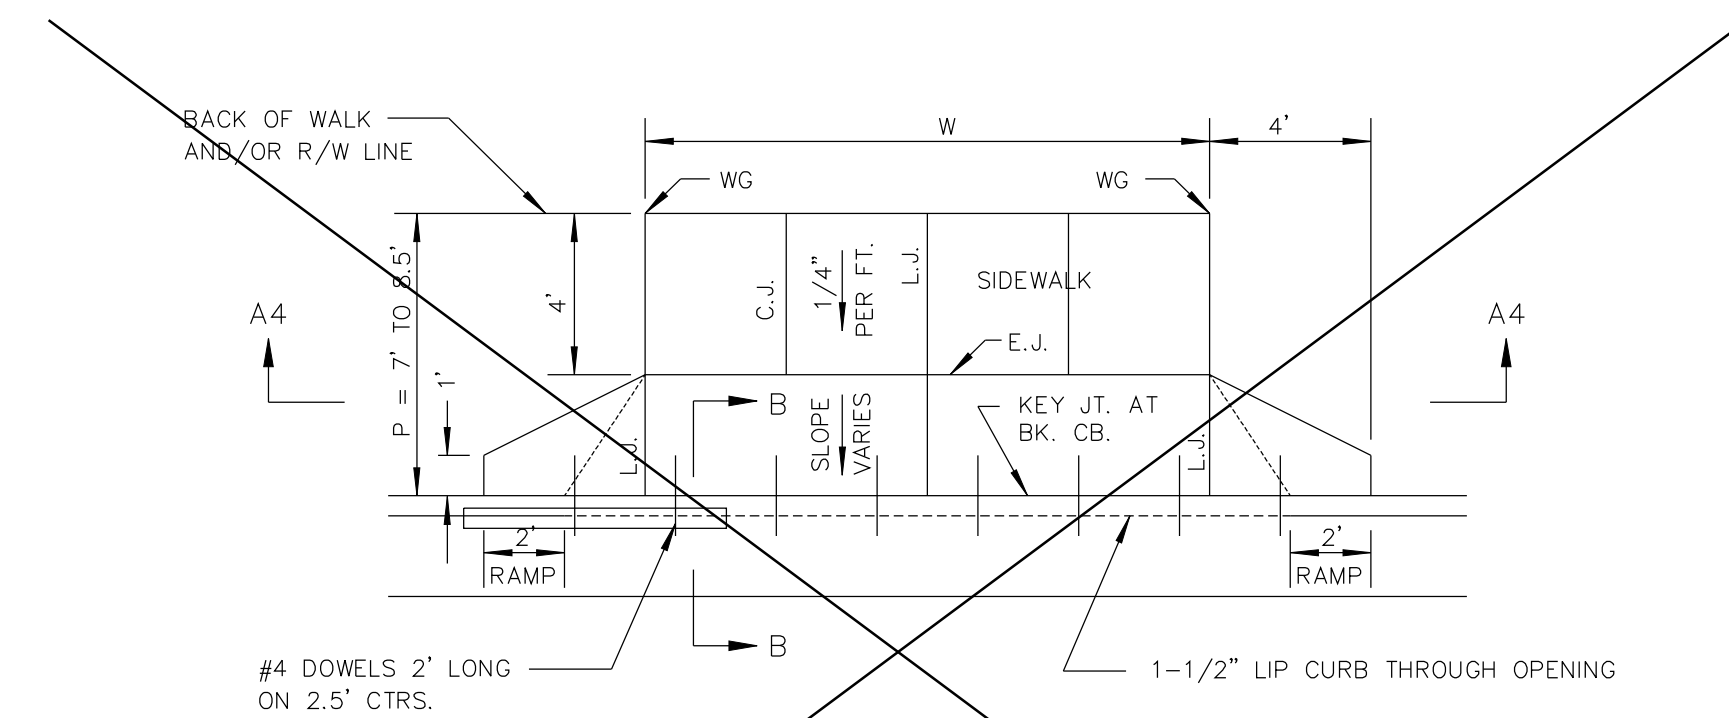 BACK OF WALK
AND/OR R/W LINE
W
4'
WG
WG
P = 7' TO 8.5'
4'
C.J.
1/4"
PER FT.
L.J.
SIDEWALK
A4
A4
E.J.
1'
B
SLOPE
VARIES
KEY JT. AT
BK. CB.
L.J.
L.J.
2'
RAMP
2'
RAMP
B
#4 DOWELS 2' LONG
ON 2.5' CTRS.
1-1/2" LIP CURB THROUGH OPENING